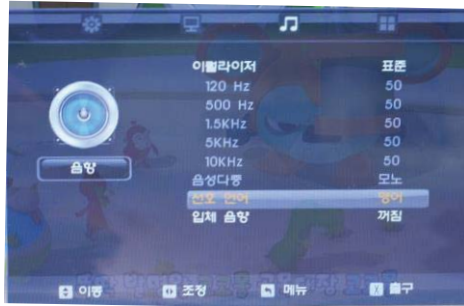 이퀄라이저 표준
120 Hz 50
500 Hz 50
1.5KHz 50
5KHz 50
10KHz 50
음향
음성다중 모노
선호 언어 영어
입체 음향 꺼짐
이동 조정 메뉴 출구